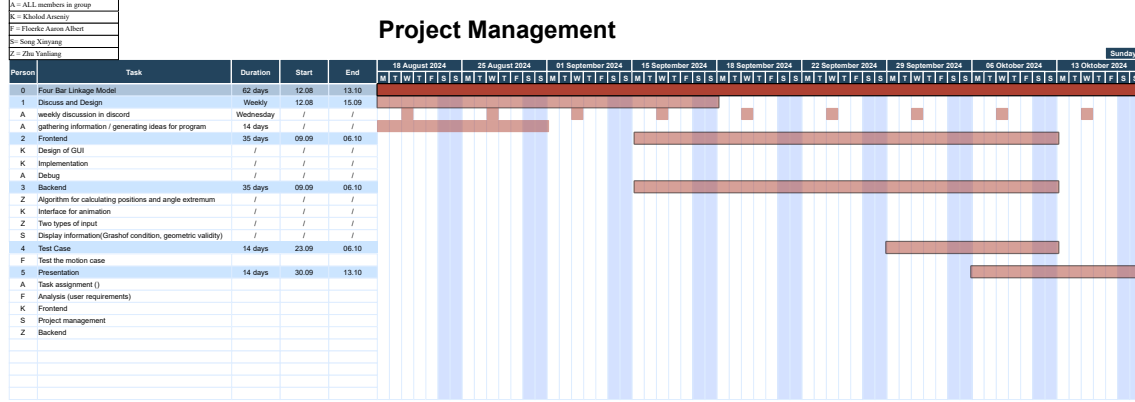 A = ALL members in group
K = Kholod Arseniy
F = Floerke Aaron Albert
S= Song Xinyang
Z = Zhu Yanliang
Project Management
Sunday
Person Task Duration Start End 18 August 2024 25 August 2024 01 September 2024 15 September 2024 18 September 2024 22 September 2024 29 September 2024 06 Oktober 2024 13 Oktober 2024
M T W T F S S M T W T F S S M T W T F S S M T W T F S S M T W T F S S M T W T F S S M T W T F S S M T W T F S S M T W T F S S
0 Four Bar Linkage Model 62 days 12.08 13.10
1 Discuss and Design Weekly 12.08 15.09
A weekly discussion in discord Wednesday / /
A gathering information / generating ideas for program 14 days / /
2 Frontend 35 days 09.09 06.10
K Design of GUI / / /
K Implementation / / /
A Debug / / /
3 Backend 35 days 09.09 06.10
Z Algorithm for calculating positions and angle extremum / / /
K Interface for animation / / /
Z Two types of input / / /
S Display information(Grashof condition, geometric validity) / / /
4 Test Case 14 days 23.09 06.10
F Test the motion case
5 Presentation 14 days 30.09 13.10
A Task assignment ()
F Analysis (user requirements)
K Frontend
S Project management
Z Backend